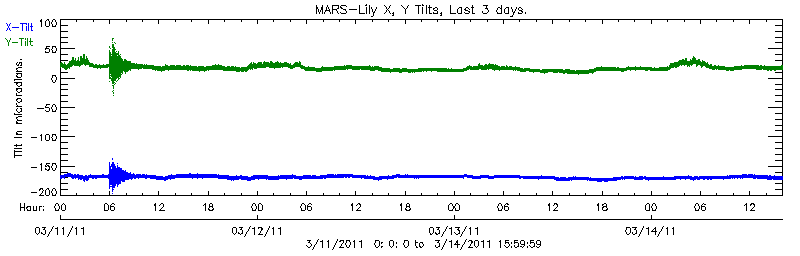 MARS-Lily X, Y Tilts, Last 3 days.
X-Tilt
Y-Tilt
Tilt in microradians.
100
50
0
-50
-100
-150
-200
Hour: 00 06 12 18 00 06 12 18 00 06 12 18 00 06 12
03/11/11 03/12/11 03/13/11 03/14/11
3/11/2011 0: 0: 0 to 3/14/2011 15:59:59